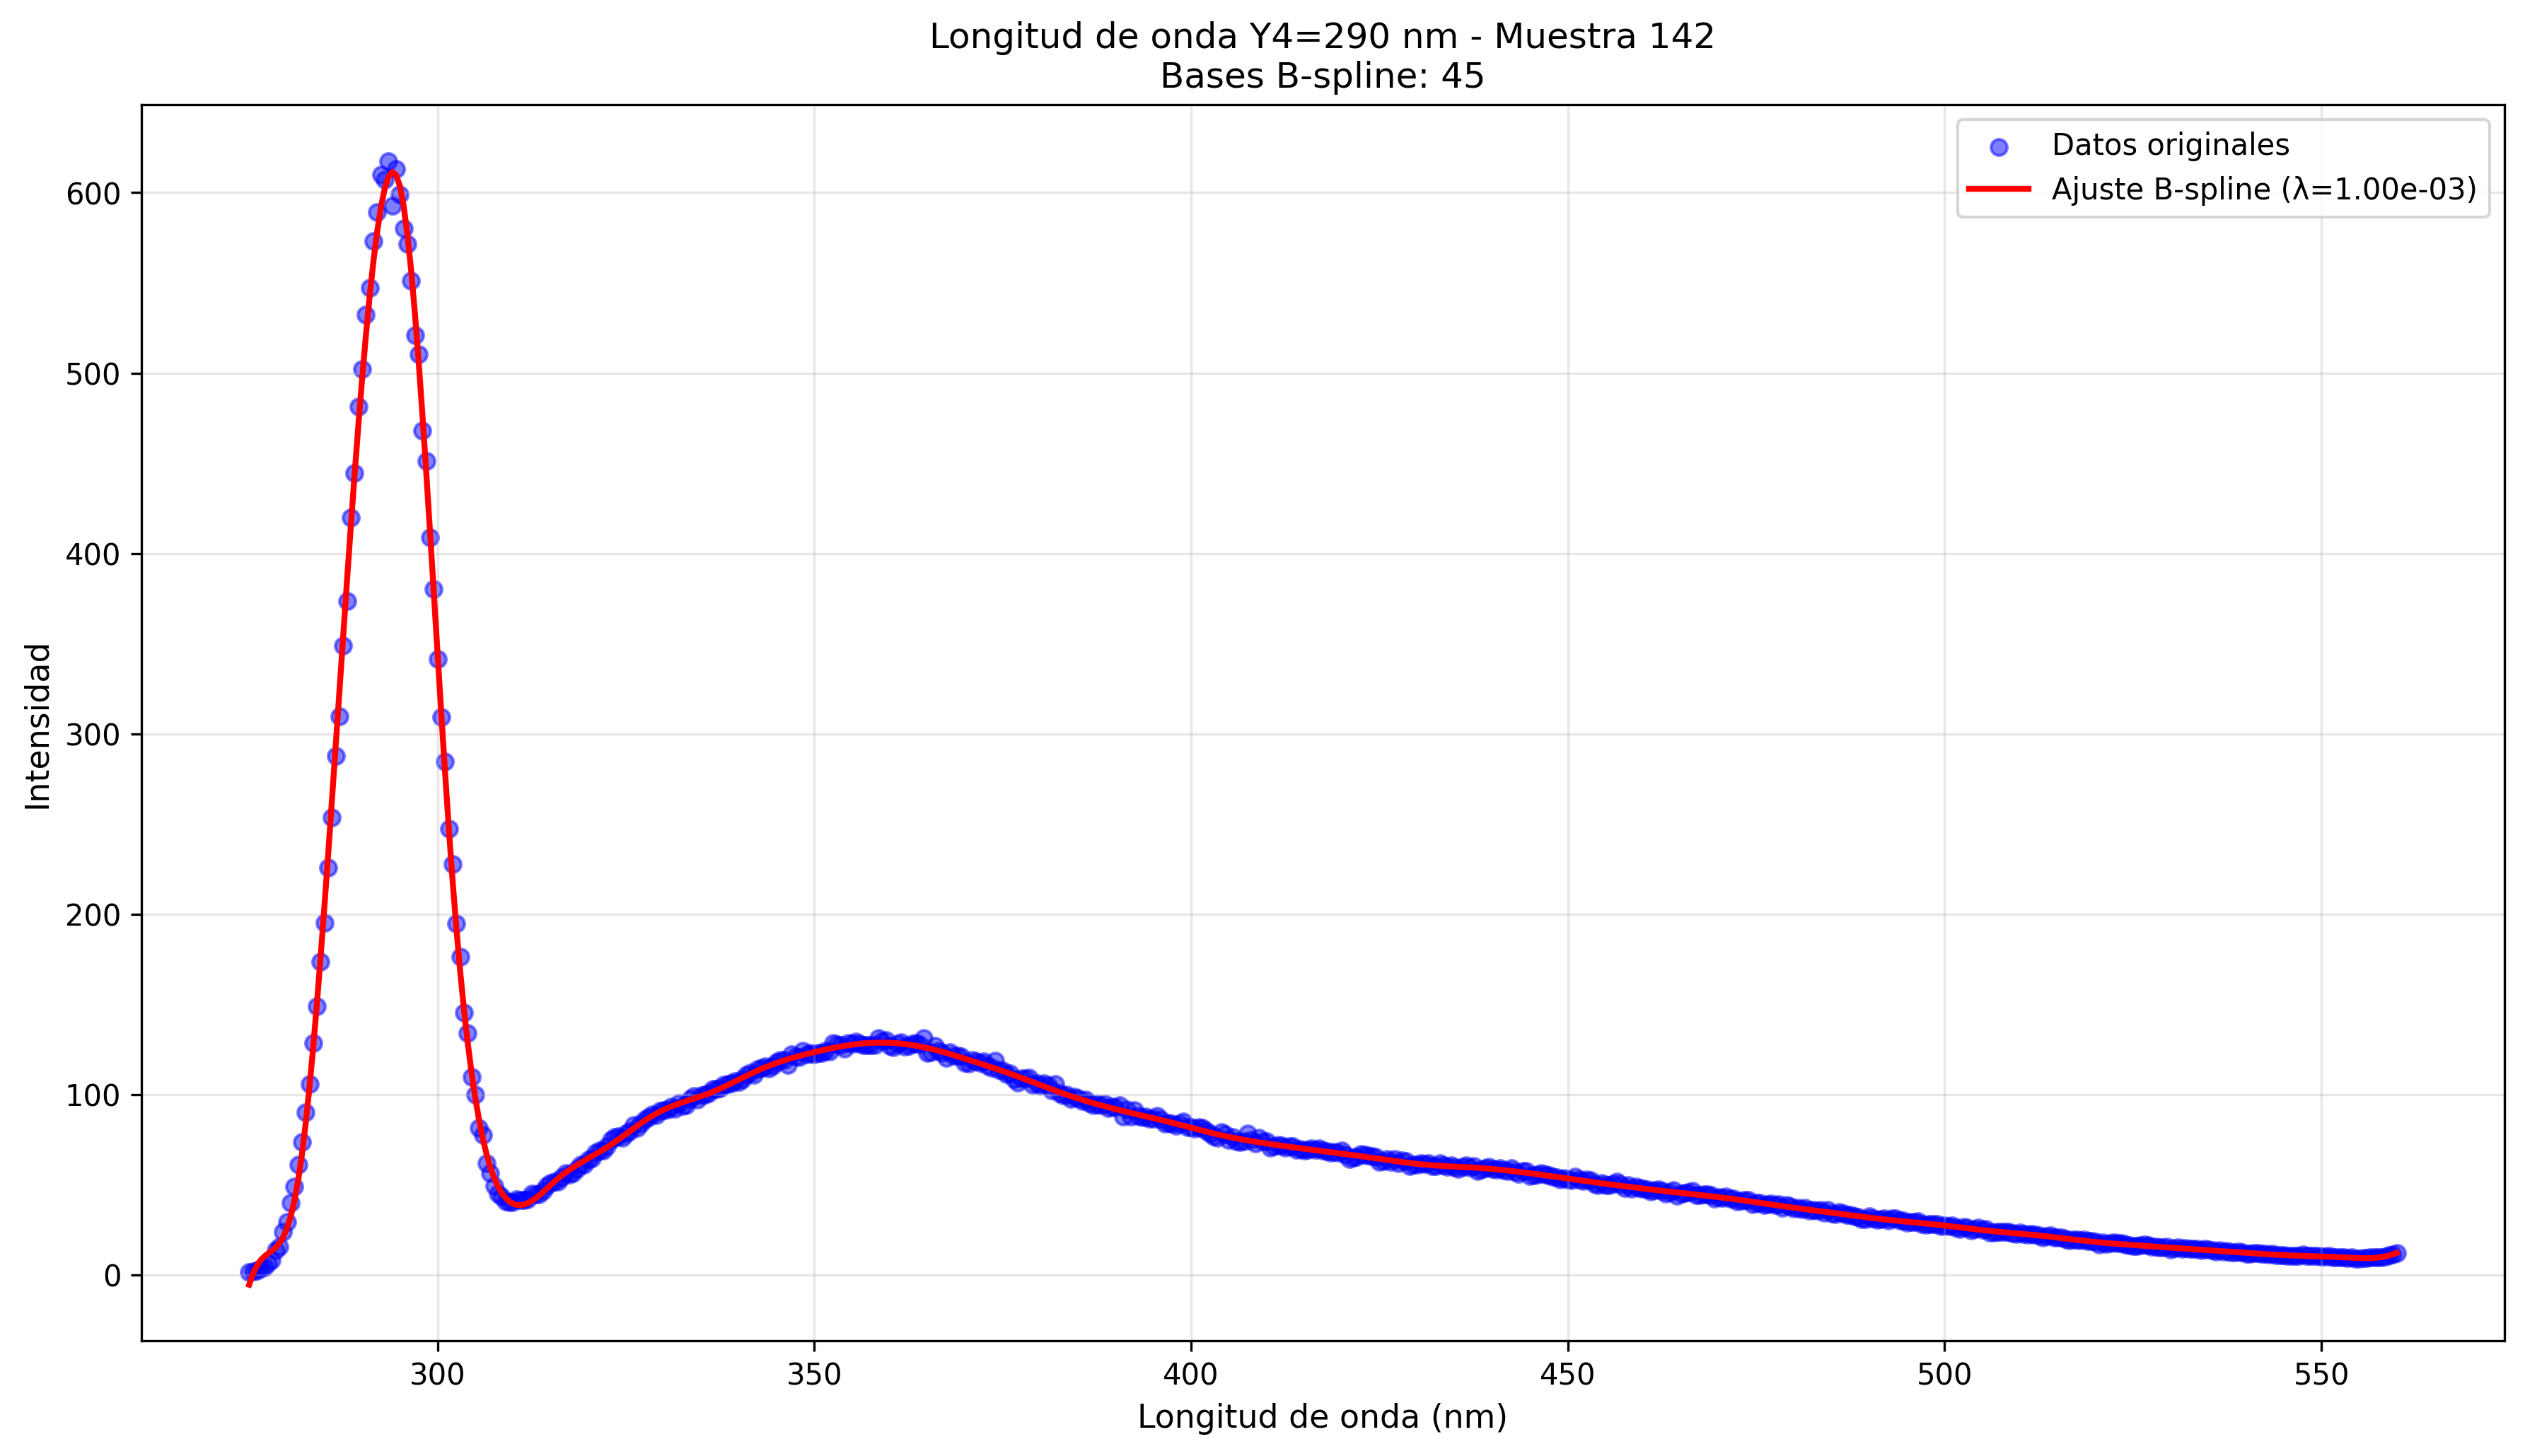 Longitud de onda Y4=290 nm - Muestra 142
Bases B-spline: 45
Datos originales
Ajuste B-spline (λ=1.00e-03)
Intensidad
600
500
400
300
200
100
0
300 350 400 450 500 550
Longitud de onda (nm)